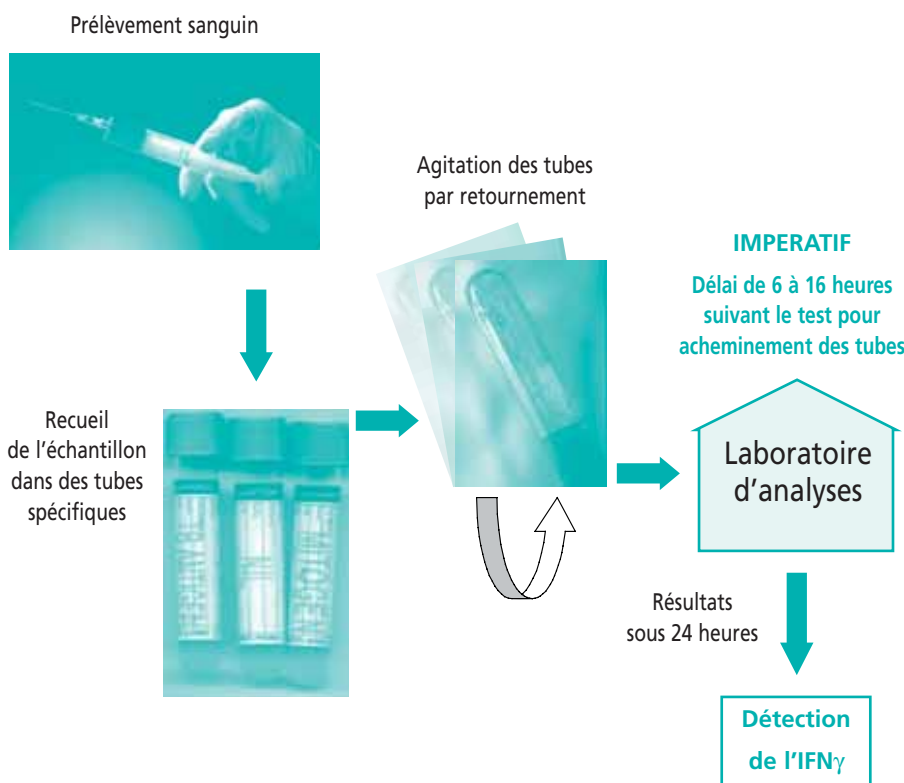 Prélèvement sanguin
Agitation des tubes
par retournement
IMPERATIF
Délai de 6 à 16 heures
suivant le test pour
acheminement des tubes
Recueil
de l'échantillon
dans des tubes
spécifiques
Laboratoire
d'analyses
Résultats
sous 24 heures
Détection
de l'IFNγ